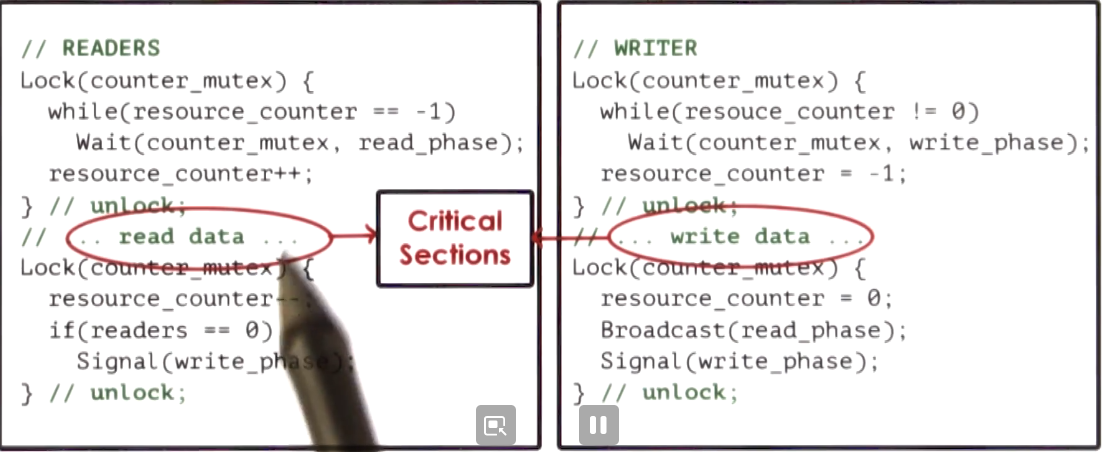 // READERS
Lock(counter_mutex) {
while(resource_counter == -1)
Wait(counter_mutex, read_phase);
resource_counter++;
} // unlock;
// ... read data ...
Lock(counter_mutex) {
resource_counter--;
if(readers == 0)
Signal(write_phase);
} // unlock;
Critical
Sections
// WRITER
Lock(counter_mutex) {
while(resouce_counter != 0)
Wait(counter_mutex, write_phase);
resource_counter = -1;
} // unlock;
// ... write data ...
Lock(counter_mutex) {
resource_counter = 0;
Broadcast(read_phase);
Signal(write_phase);
} // unlock;